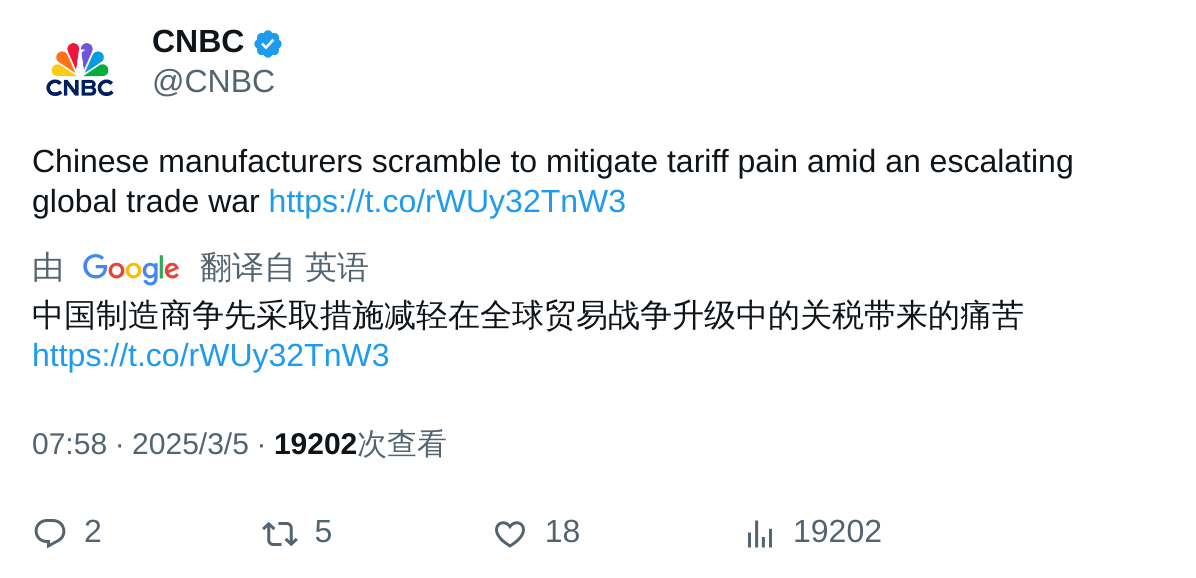 CNBC
CNBC
@CNBC
Chinese manufacturers scramble to mitigate tariff pain amid an escalating
global trade war https://t.co/rWUy32TnW3
由 Google 翻译自 英语
中国制造商争先采取措施减轻在全球贸易战争升级中的关税带来的痛苦
https://t.co/rWUy32TnW3
07:58 · 2025/3/5 · 19202次查看
2 5 18 19202